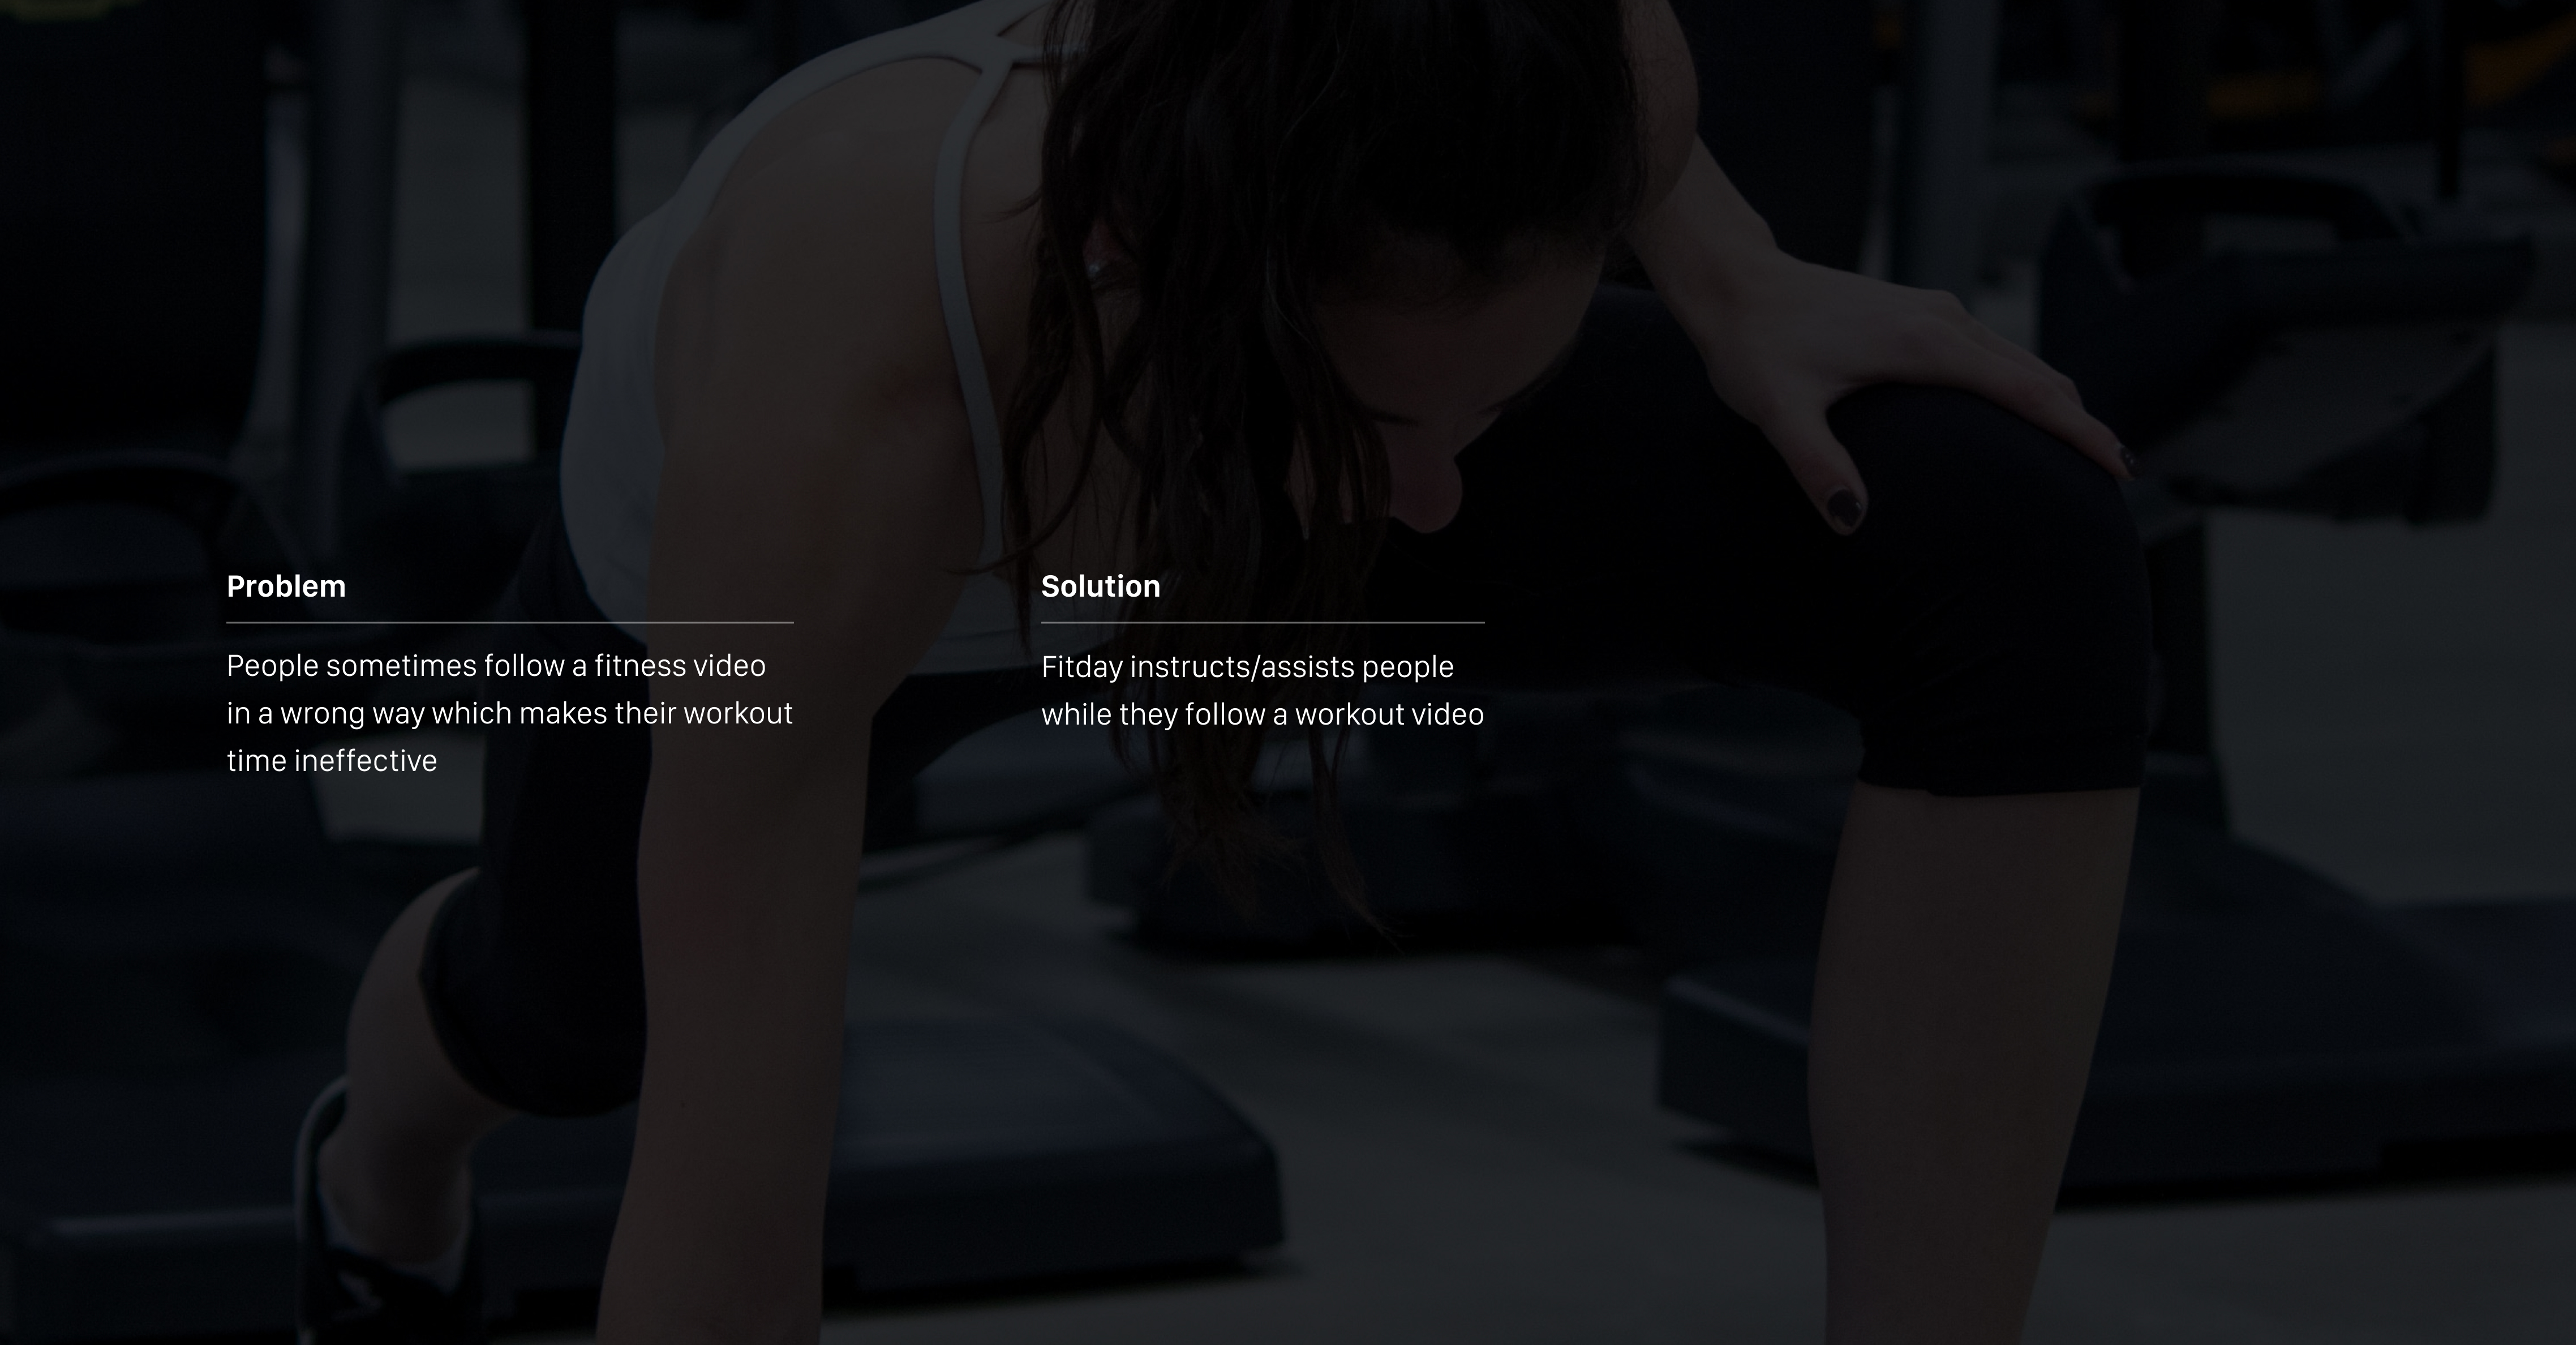 Problem
People sometimes follow a fitness video
in a wrong way which makes their workout
time ineffective
Solution
Fitday instructs/assists people
while they follow a workout video